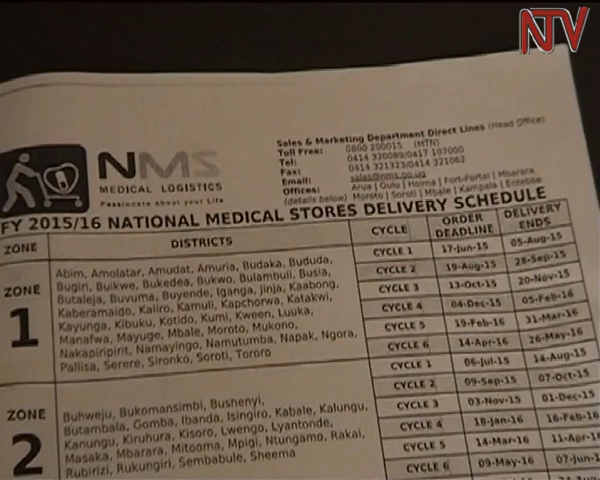 NTV
Sales & Marketing Department Direct Lines (Head Office)
Toll Free: 0800 200015 (MTN)
Tel: 0414 320089/0417 107000
Fax: 0414 321323/0414 321062
Email: sales@nms.go.ug
Offices: Arua | Gulu | Hoima | Fort-Portal | Mbarara
(details below) Moroto | Soroti | Mbale | Kampala | Entebbe
NMS
MEDICAL LOGISTICS
Passionate about your Life
FY 2015/16 NATIONAL MEDICAL STORES DELIVERY SCHEDULE
ZONE DISTRICTS CYCLE ORDER DEADLINE DELIVERY ENDS
ZONE 1
Abim, Amolatar, Amudat, Amuria, Budaka, Bududa,
Bugiri, Buikwe, Bukedea, Bukwo, Bulambuli, Busia,
Butaleja, Buvuma, Buyende, Iganga, Jinja, Kaabong,
Kaberamaido, Kaliro, Kamuli, Kapchorwa, Katakwi,
Kayunga, Kibuku, Kotido, Kumi, Kween, Luuka,
Manafwa, Mayuge, Mbale, Moroto, Mukono,
Nakapiripirit, Namayingo, Namutumba, Napak, Ngora,
Pallisa, Serere, Sironko, Soroti, Tororo
CYCLE 1 17-Jun-15 05-Aug-15
CYCLE 2 19-Aug-15 28-Sep-15
CYCLE 3 13-Oct-15 20-Nov-15
CYCLE 4 04-Dec-15 05-Feb-16
CYCLE 5 19-Feb-16 31-Mar-16
CYCLE 6 14-Apr-16 26-May-16
ZONE 2
Buhweju, Bukomansimbi, Bushenyi,
Butambala, Gomba, Ibanda, Isingiro, Kabale, Kalungu,
Kanungu, Kiruhura, Kisoro, Lwengo, Lyantonde,
Masaka, Mbarara, Mitooma, Mpigi, Ntungamo, Rakai,
Rubirizi, Rukungiri, Sembabule, Sheema
CYCLE 1 06-Jul-15 14-Aug-15
CYCLE 2 09-Sep-15 07-Oct-15
CYCLE 3 03-Nov-15 01-Dec-15
CYCLE 4 18-Jan-16 16-Feb-16
CYCLE 5 14-Mar-16 11-Apr-1
CYCLE 6 09-May-16 07-Jun-1